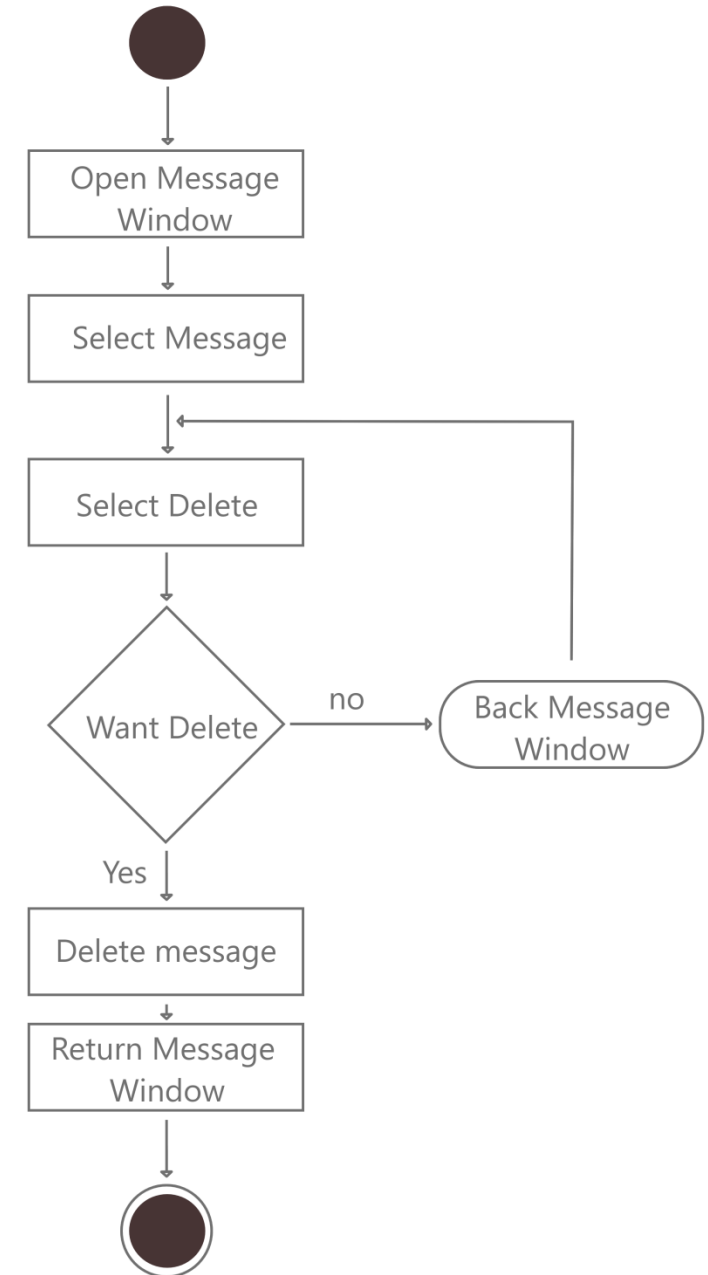 Open Message
Window
Select Message
Select Delete
Want Delete
no
Back Message
Window
Yes
Delete message
Return Message
Window